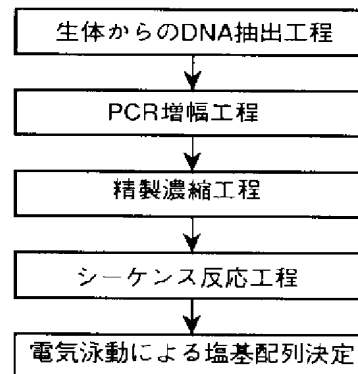 生体からのDNA抽出工程
PCR増幅工程
精製濃縮工程
シーケンス反応工程
電気泳動による塩基配列決定